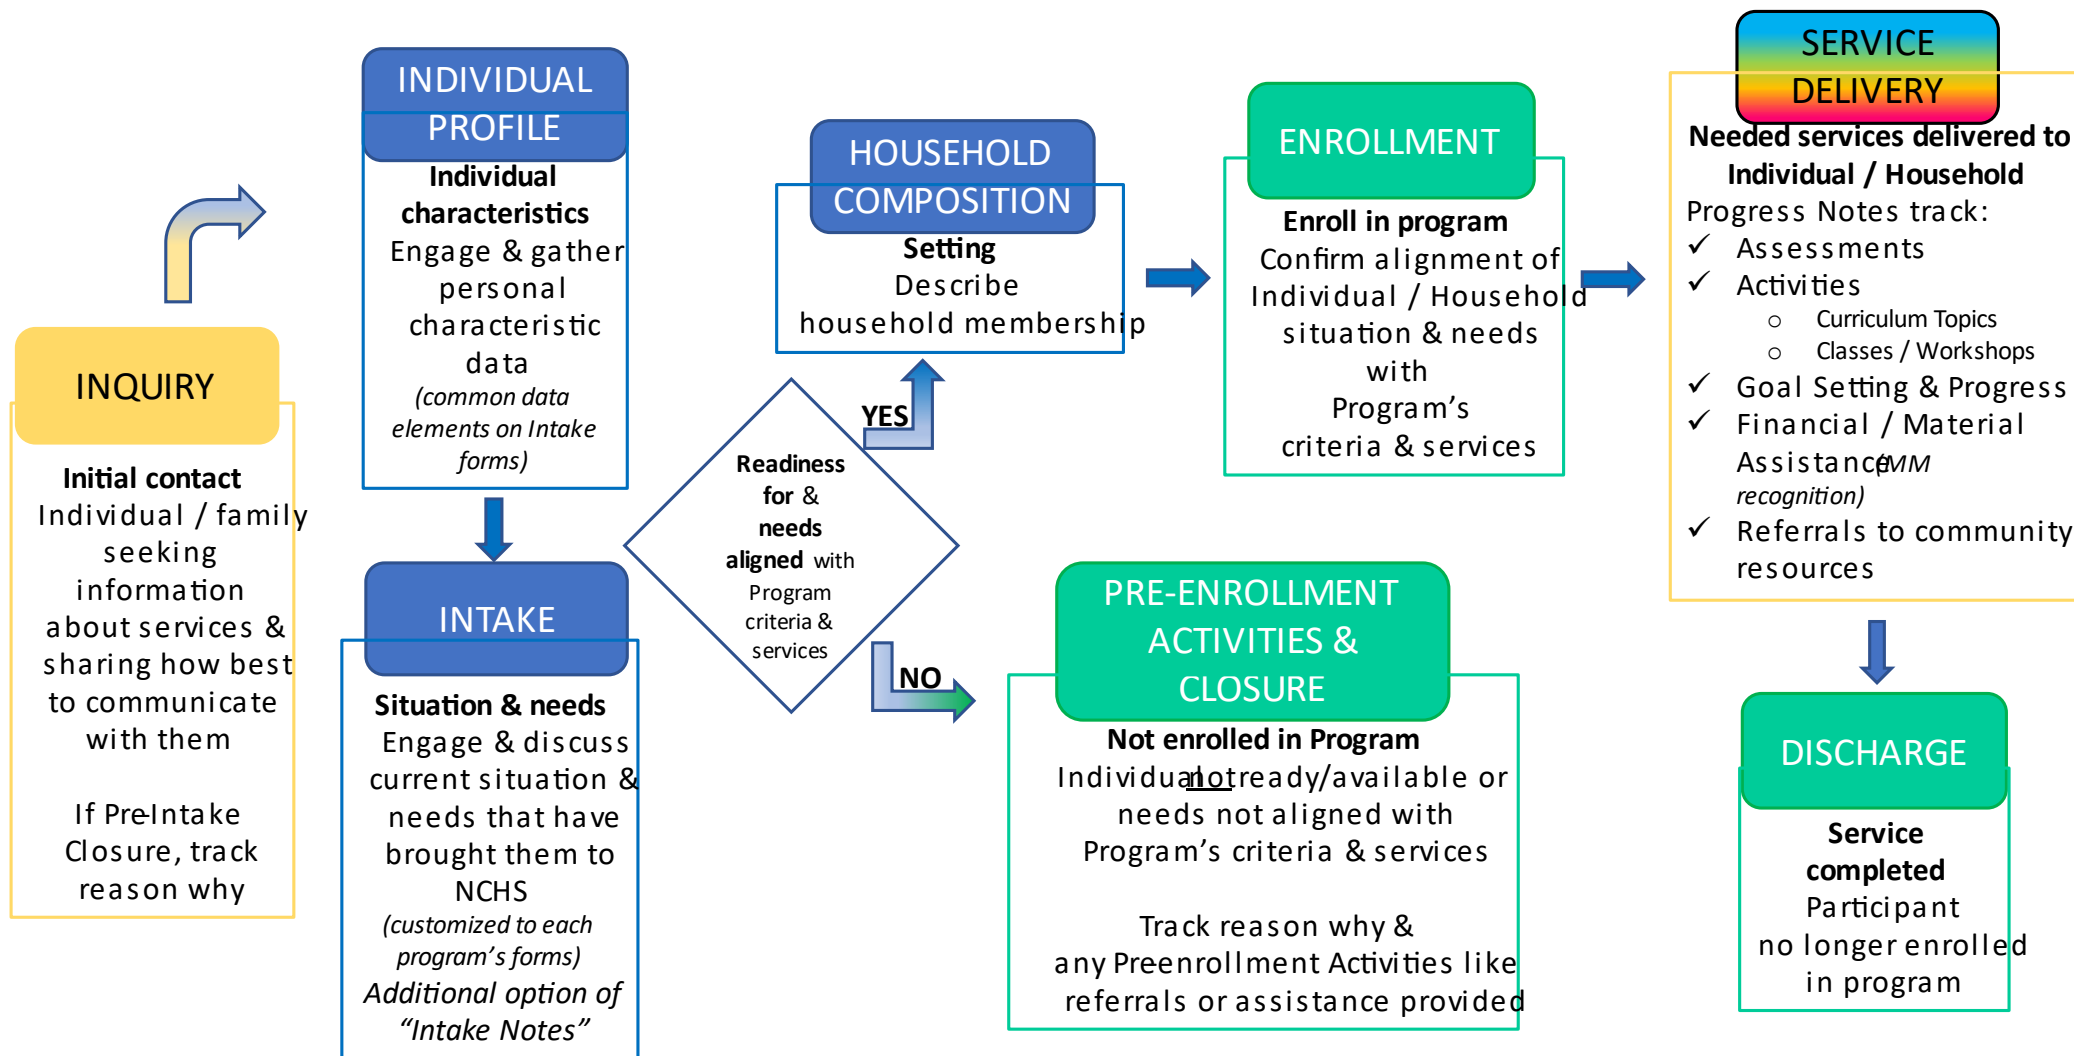 INQUIRY
Initial contact
Individual / family
seeking
information
about services &
sharing how best
to communicate
with them
If Pre-Intake
Closure, track
reason why
INDIVIDUAL
PROFILE
Individual
characteristics
Engage & gather
personal
characteristic
data
(common data
elements on Intake
forms)
INTAKE
Situation & needs
Engage & discuss
current situation &
needs that have
brought them to
NCHS
(customized to each
program's forms)
Additional option of
“Intake Notes”
Readiness
for &
needs
aligned with
Program
criteria &
services
YES
NO
HOUSEHOLD
COMPOSITION
Setting
Describe
household membership
ENROLLMENT
Enroll in program
Confirm alignment of
Individual / Household
situation & needs
with
Program’s
criteria & services
PRE-ENROLLMENT
ACTIVITIES &
CLOSURE
Not enrolled in Program
Individual not ready/available or
needs not aligned with
Program’s criteria & services
Track reason why &
any Preenrollment Activities like
referrals or assistance provided
SERVICE
DELIVERY
Needed services delivered to
Individual / Household
Progress Notes track:
✓ Assessments
✓ Activities
o Curriculum Topics
o Classes / Workshops
✓ Goal Setting & Progress
✓ Financial / Material
Assistance (MM
recognition)
✓ Referrals to community
resources
DISCHARGE
Service
completed
Participant
no longer enrolled
in program